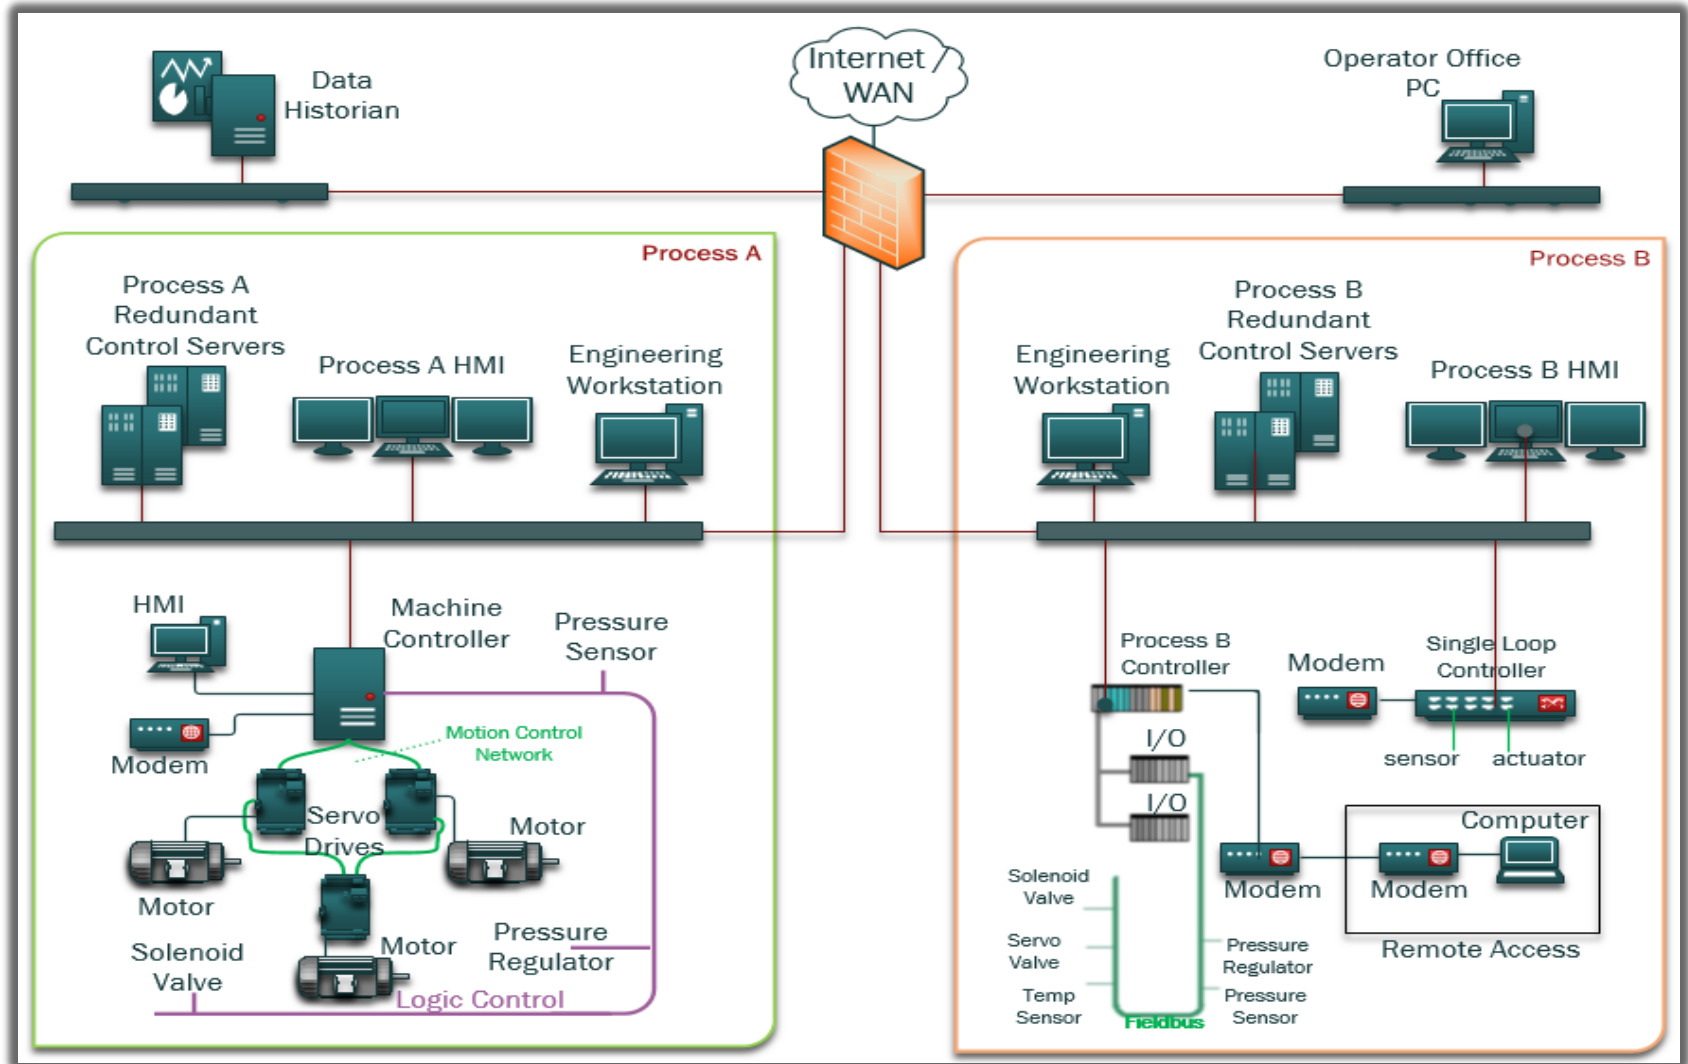 Data
Historian
Internet /
WAN
Operator Office
PC
Process A
Process A
Redundant
Control Servers
Process A HMI
Engineering
Workstation
HMI
Machine
Controller
Pressure
Sensor
Modem
Motion Control
Network
Servo
Drives
Motor
Motor
Motor
Solenoid
Valve
Pressure
Regulator
Logic Control
Process B
Engineering
Workstation
Process B
Redundant
Control Servers
Process B HMI
Process B
Controller
Modem
Single Loop
Controller
sensor
actuator
I/O
I/O
Modem
Modem
Computer
Remote Access
Solenoid
Valve
Servo
Valve
Temp
Sensor
Pressure
Regulator
Pressure
Sensor
Fieldbus